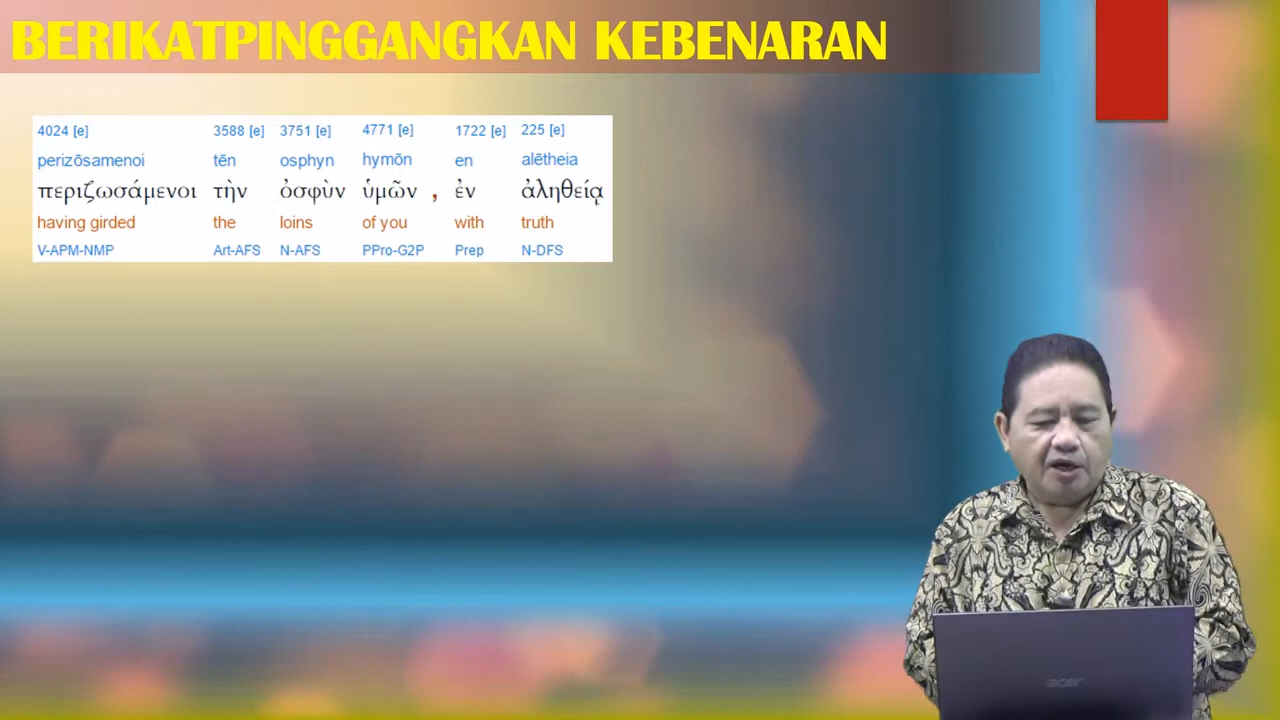 BERIKATPINGGANGKAN KEBENARAN
4024 [e] 3588 [e] 3751 [e] 4771 [e] 1722 [e] 225 [e]
perizōsamenoi tēn osphyn hymōn en alētheia
περιζωσάμενοι τὴν ὀσφὺν ὑμῶν , ἐν ἀληθείᾳ
having girded the loins of you with truth
V-APM-NMP Art-AFS N-AFS PPro-G2P Prep N-DFS
acer